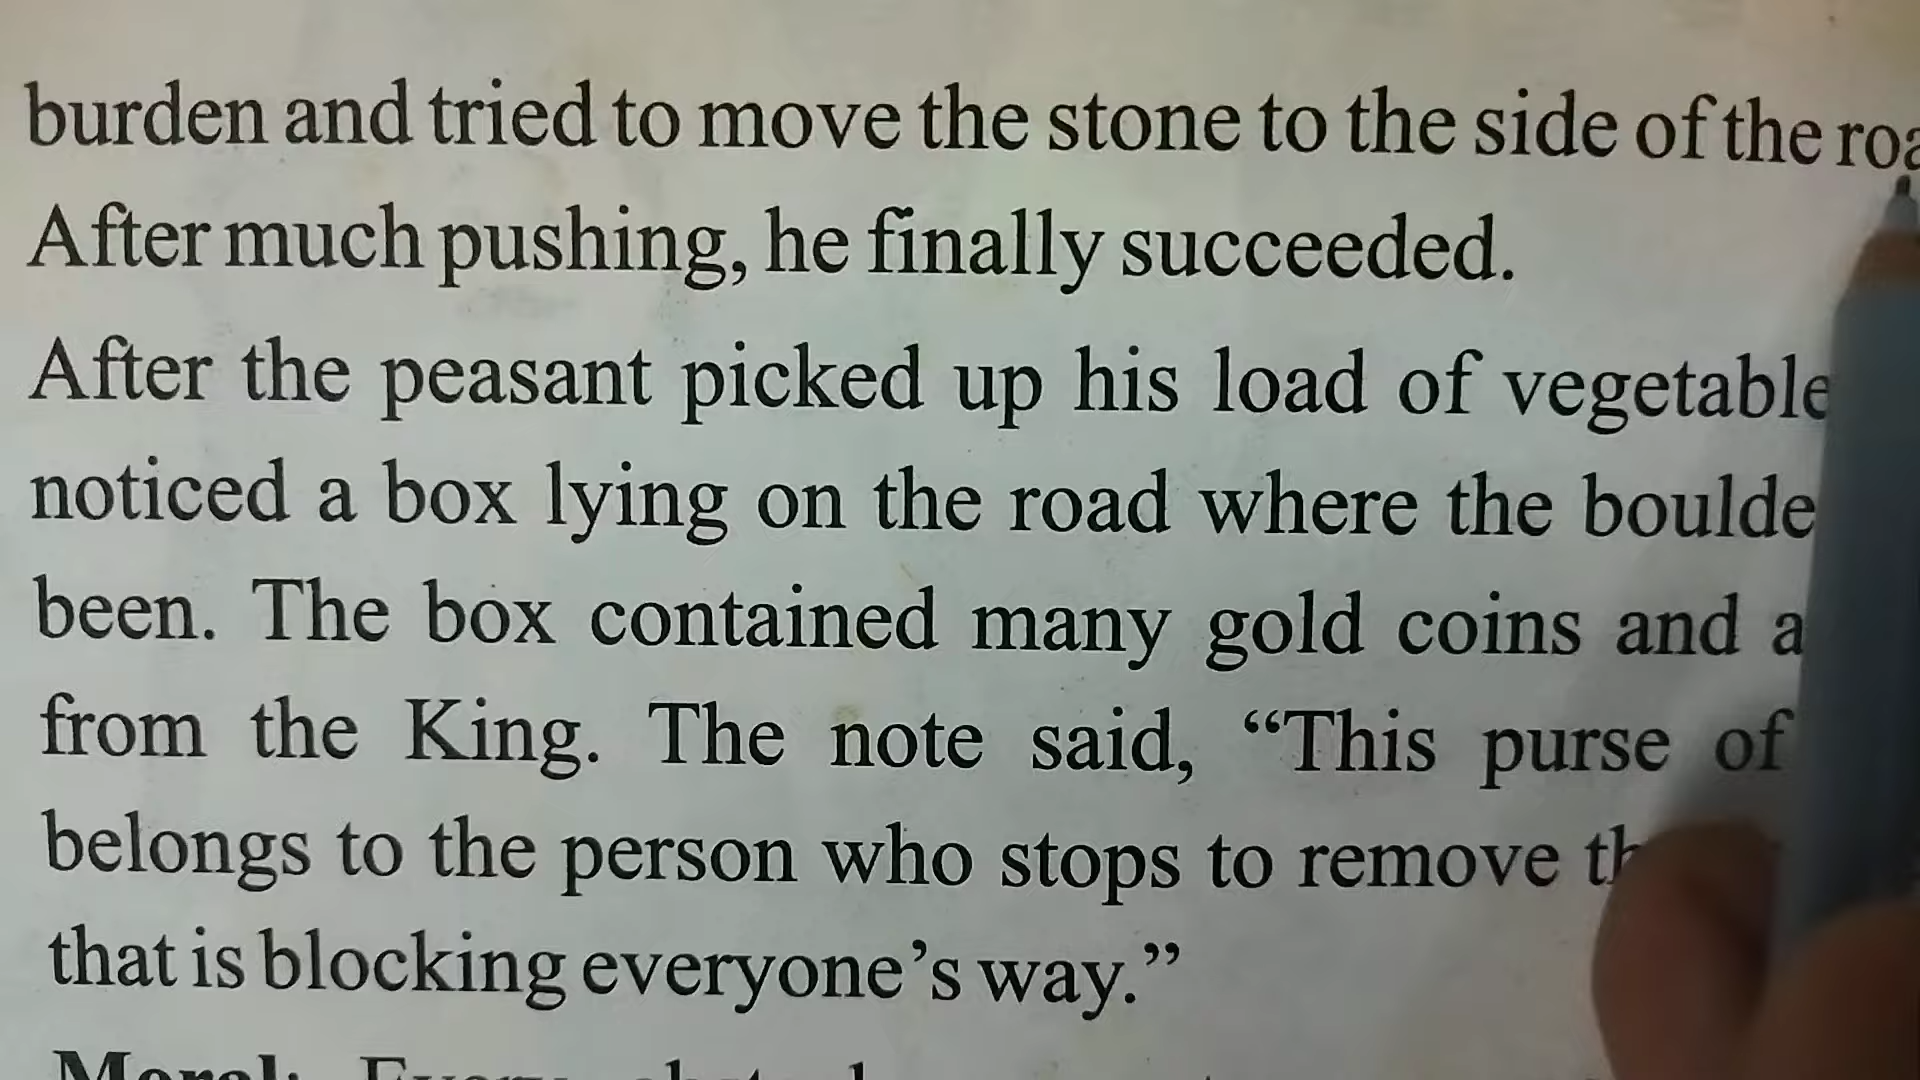 burden and tried to move the stone to the side of the
After much pushing, he finally succeeded.
After the peasant picked up his load of
noticed a box lying on the road where the
been. The box contained many gold coins and a
from the King. The note said, “This purse of
belongs to the person who stops to remove
that is blocking everyone’s way.”
Moral: Every